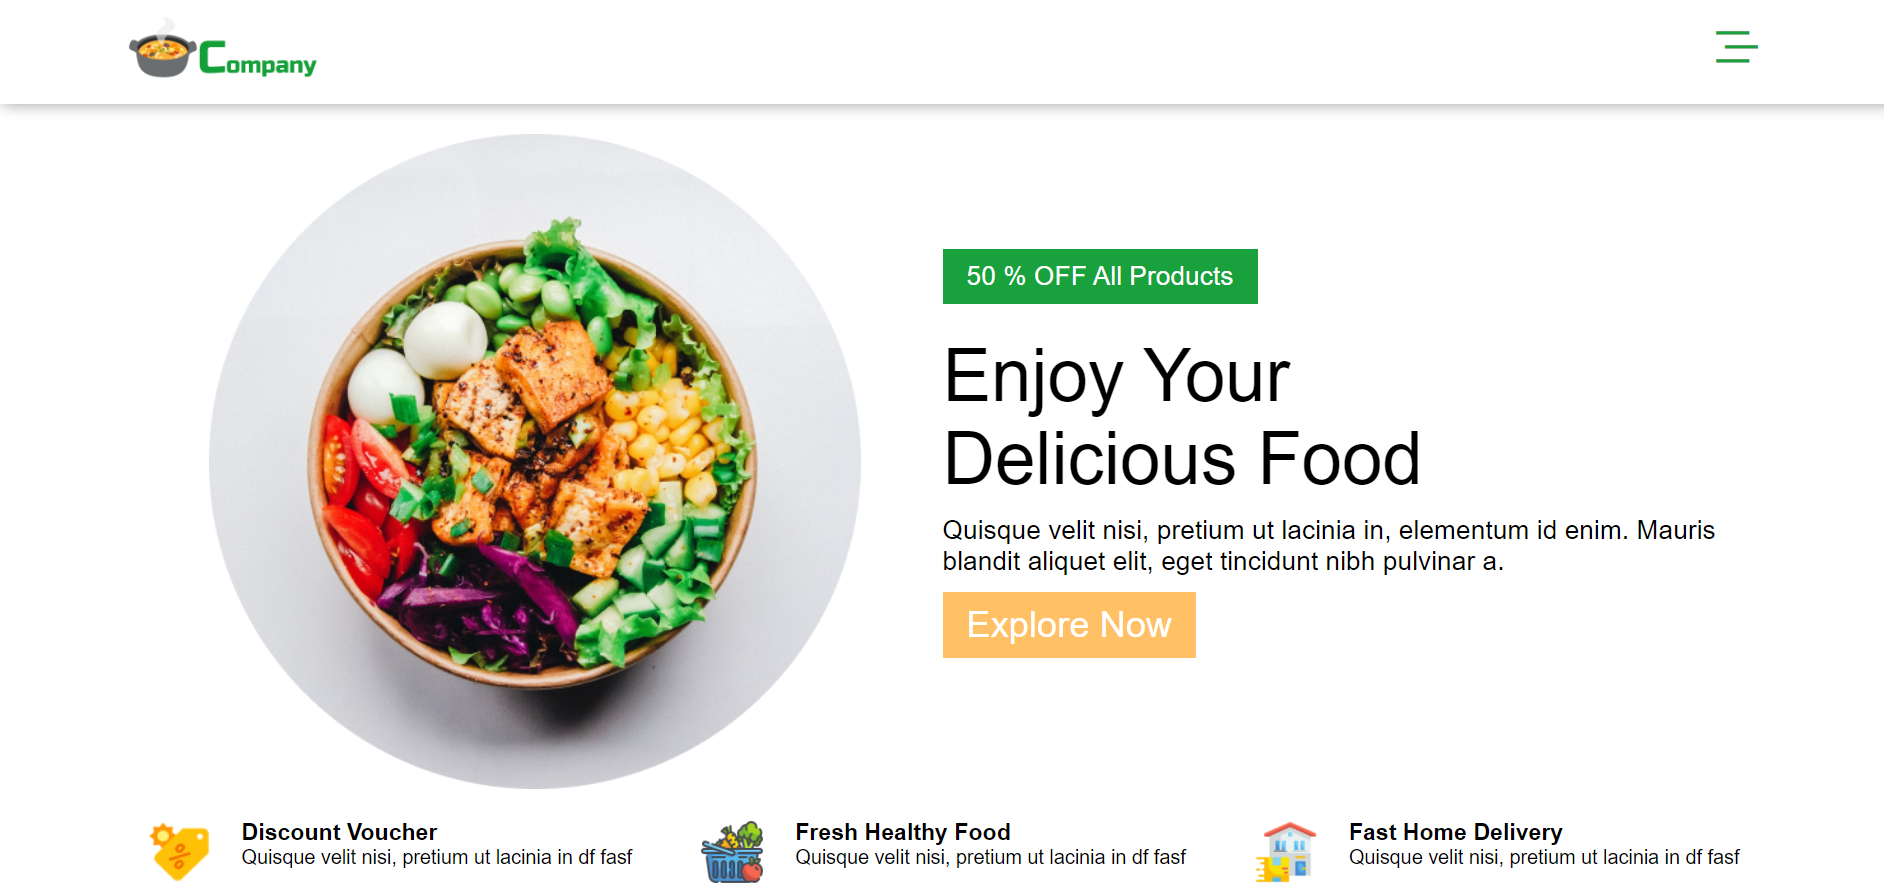 Company
50 % OFF All Products
Enjoy Your
Delicious Food
Quisque velit nisi, pretium ut lacinia in, elementum id enim. Mauris
blandit aliquet elit, eget tincidunt nibh pulvinar a.
Explore Now
Discount Voucher
Quisque velit nisi, pretium ut lacinia in df fasf
Fresh Healthy Food
Quisque velit nisi, pretium ut lacinia in df fasf
Fast Home Delivery
Quisque velit nisi, pretium ut lacinia in df fasf